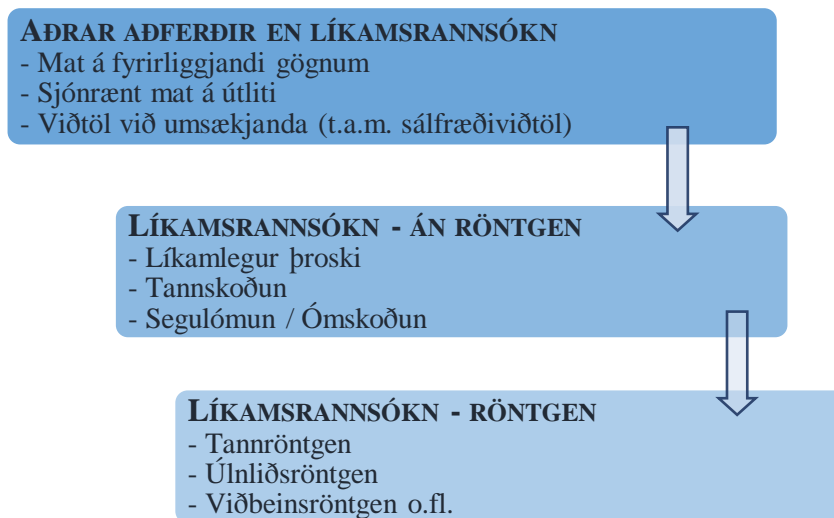 AÐRAR AÐFERÐIR EN LÍKAMSRANNSÓKN
- Mat á fyrirliggjandi gögnum
- Sjónrænt mat á útliti
- Viðtöl við umsækjanda (t.a.m. sálfræðiviðtöl)
LÍKAMSRANNSÓKN - ÁN RÖNTGEN
- Líkamlegur þroski
- Tannskoðun
- Segulómun / Ómskoðun
LÍKAMSRANNSÓKN - RÖNTGEN
- Tannröntgen
- Úlnliðsröntgen
- Viðbeinsröntgen o.fl.